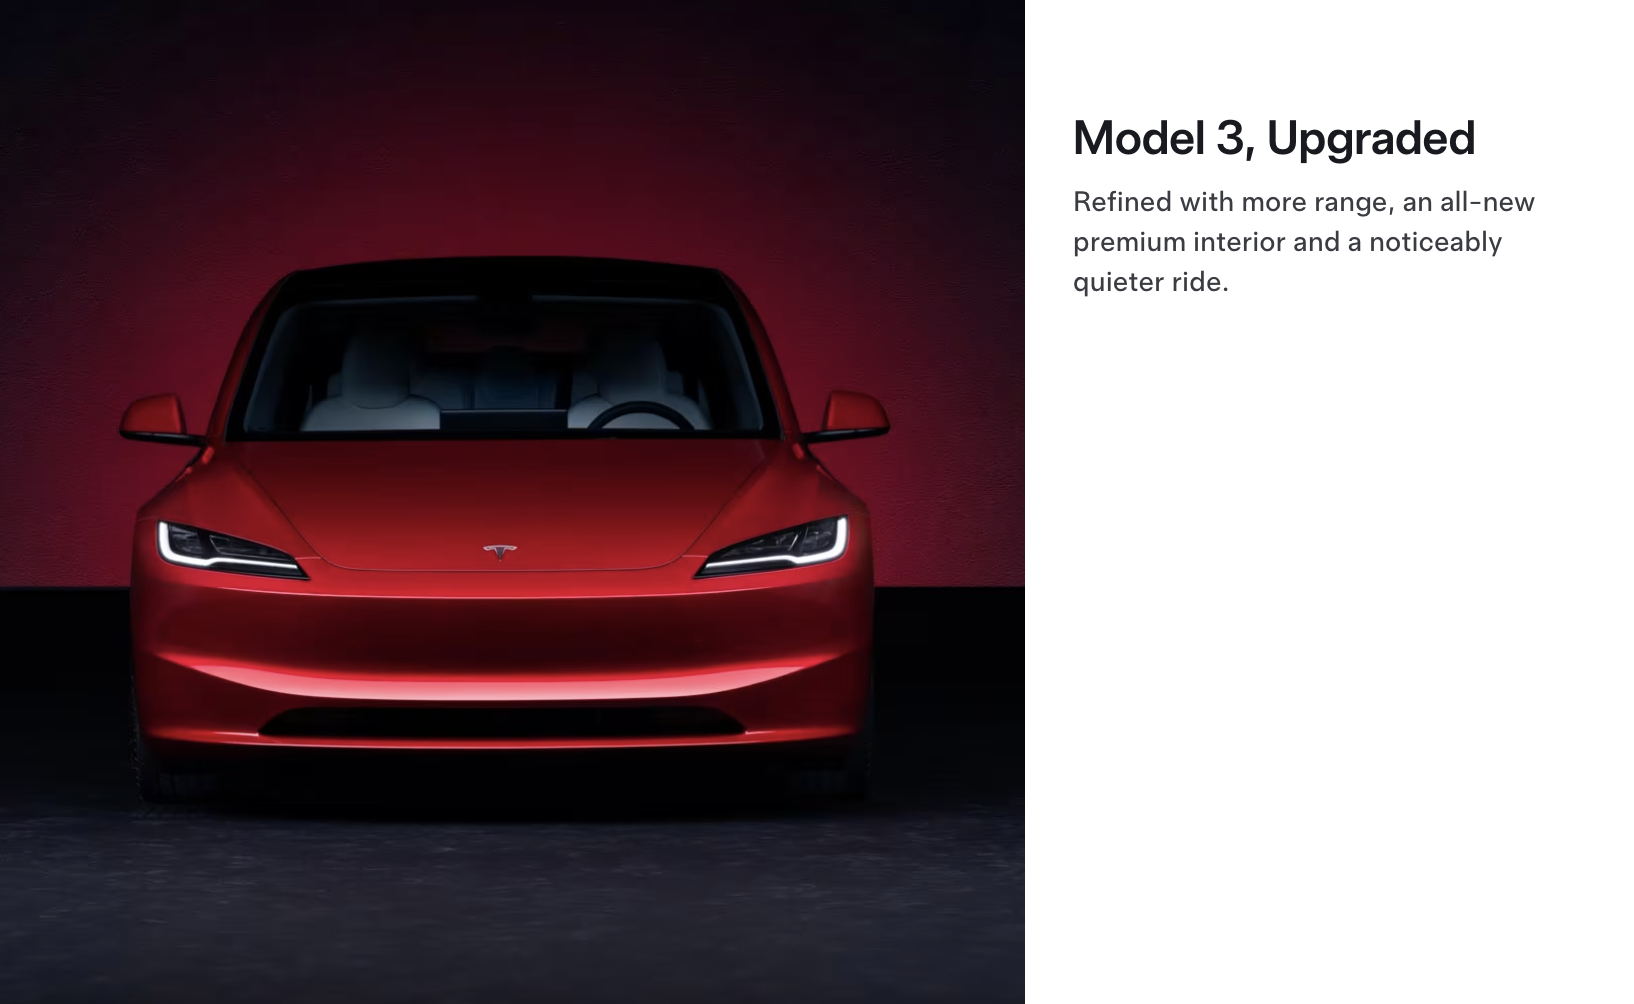 Model 3, Upgraded
Refined with more range, an all-new
premium interior and a noticeably
quieter ride.